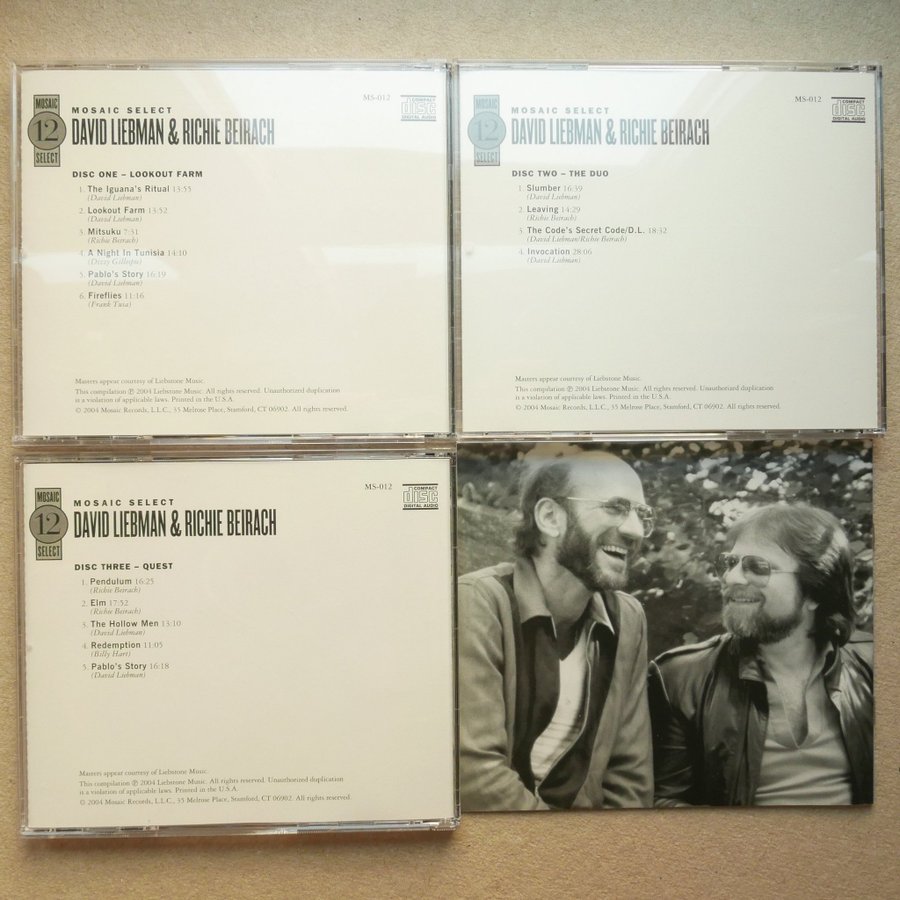 MOSAIC
12
SELECT
MOSAIC SELECT
DAVID LIEBMAN & RICHIE BEIRACH
MS-012
COMPACT
disc
DIGITAL AUDIO
DISC ONE – LOOKOUT FARM
1. The Iguana's Ritual 13:55
(David Liebman)
2. Lookout Farm 13:52
(David Liebman)
3. Mitsuku 7:31
(Richie Beirach)
4. A Night In Tunisia 14:10
(Dizzy Gillespie)
5. Pablo's Story 16:19
(David Liebman)
6. Fireflies 11:16
(Frank Tusa)
Masters appear courtesy of Liebstone Music.
This compilation ℗ 2004 Liebstone Music. All rights reserved. Unauthorized duplication
is a violation of applicable laws. Printed in the U.S.A.
© 2004 Mosaic Records, L.L.C., 35 Melrose Place, Stamford, CT 06902. All rights reserved.
MOSAIC
12
SELECT
MOSAIC SELECT
DAVID LIEBMAN & RICHIE BEIRACH
MS-012
COMPACT
disc
DIGITAL AUDIO
DISC TWO – THE DUO
1. Slumber 16:39
(David Liebman)
2. Leaving 14:29
(Richie Beirach)
3. The Code's Secret Code/D.L. 18:32
(David Liebman/Richie Beirach)
4. Invocation 28:06
(David Liebman)
Masters appear courtesy of Liebstone Music.
This compilation ℗ 2004 Liebstone Music. All rights reserved. Unauthorized duplication
is a violation of applicable laws. Printed in the U.S.A.
© 2004 Mosaic Records, L.L.C., 35 Melrose Place, Stamford, CT 06902. All rights reserved.
MOSAIC
12
SELECT
MOSAIC SELECT
DAVID LIEBMAN & RICHIE BEIRACH
MS-012
COMPACT
disc
DIGITAL AUDIO
DISC THREE – QUEST
1. Pendulum 16:25
(Richie Beirach)
2. Elm 17:52
(Richie Beirach)
3. The Hollow Men 13:10
(David Liebman)
4. Redemption 11:05
(Billy Hart)
5. Pablo's Story 16:18
(David Liebman)
Masters appear courtesy of Liebstone Music.
This compilation ℗ 2004 Liebstone Music. All rights reserved. Unauthorized duplication
is a violation of applicable laws. Printed in the U.S.A.
© 2004 Mosaic Records, L.L.C., 35 Melrose Place, Stamford, CT 06902. All rights reserved.